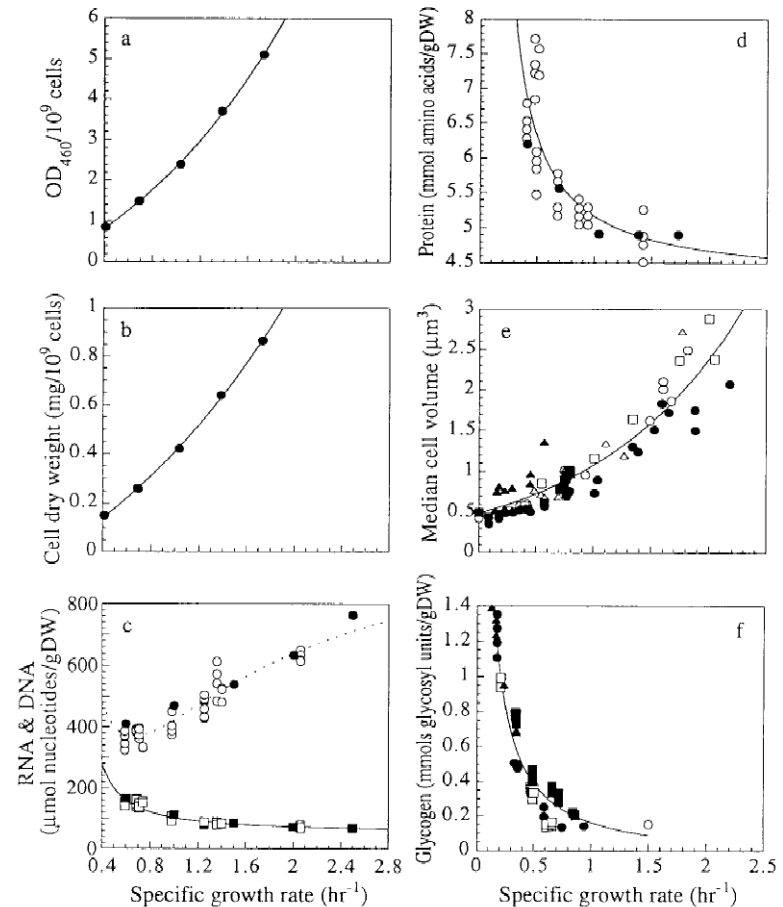 a
OD460/10^9 cells
6
5
4
3
2
1
0
b
Cell dry weight (mg/10^9 cells)
1
0.8
0.6
0.4
0.2
0
c
RNA & DNA
(μmol nucleotides/gDW)
800
600
400
200
0
0.4 0.8 1.2 1.6 2 2.4 2.8
Specific growth rate (hr^-1)
d
Protein (mmol amino acids/gDW)
8
7.5
7
6.5
6
5.5
5
4.5
e
Median cell volume (μm^3)
3
2.5
2
1.5
1
0.5
0
f
Glycogen (mmols glycosyl units/gDW)
1.4
1.2
1
0.8
0.6
0.4
0.2
0
0 0.5 1 1.5 2 2.5
Specific growth rate (hr^-1)